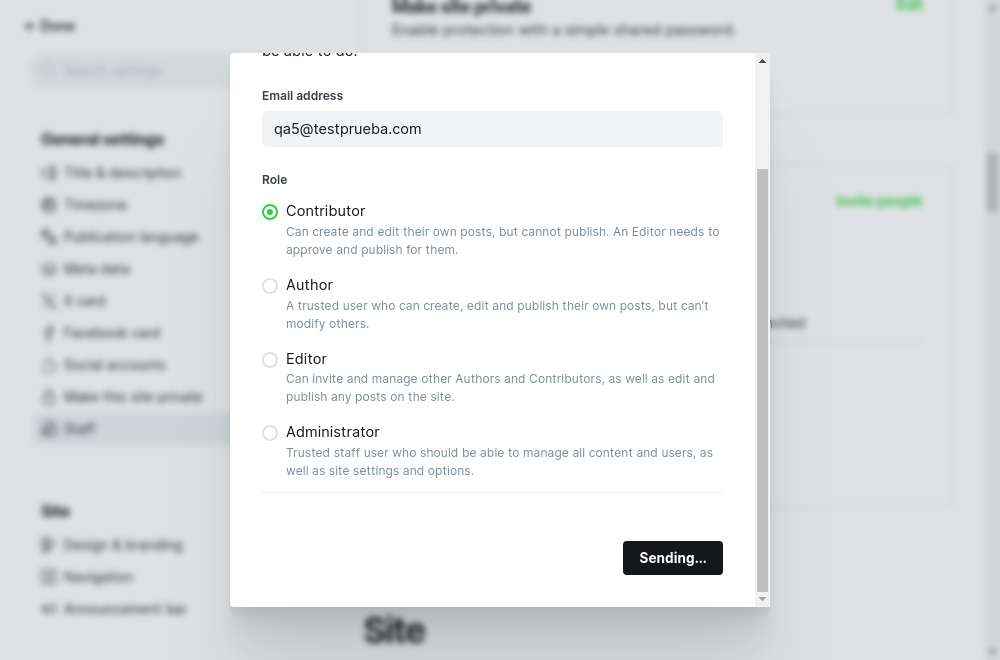 Done
Make site private
Edit
Enable protection with a simple shared password.
Search settings
be able to do.
Email address
qa5@testprueba.com
General settings
Title & description
Timezone
Publication language
Meta data
X card
Facebook card
Social accounts
Make this site private
Staff
Role
Contributor
Can create and edit their own posts, but cannot publish. An Editor needs to
approve and publish for them.
Invite people
Author
A trusted user who can create, edit and publish their own posts, but can't
modify others.
Editor
Can invite and manage other Authors and Contributors, as well as edit and
publish any posts on the site.
Administrator
Trusted staff user who should be able to manage all content and users, as
well as site settings and options.
Site
Design & branding
Navigation
Announcement bar
Sending...
Site